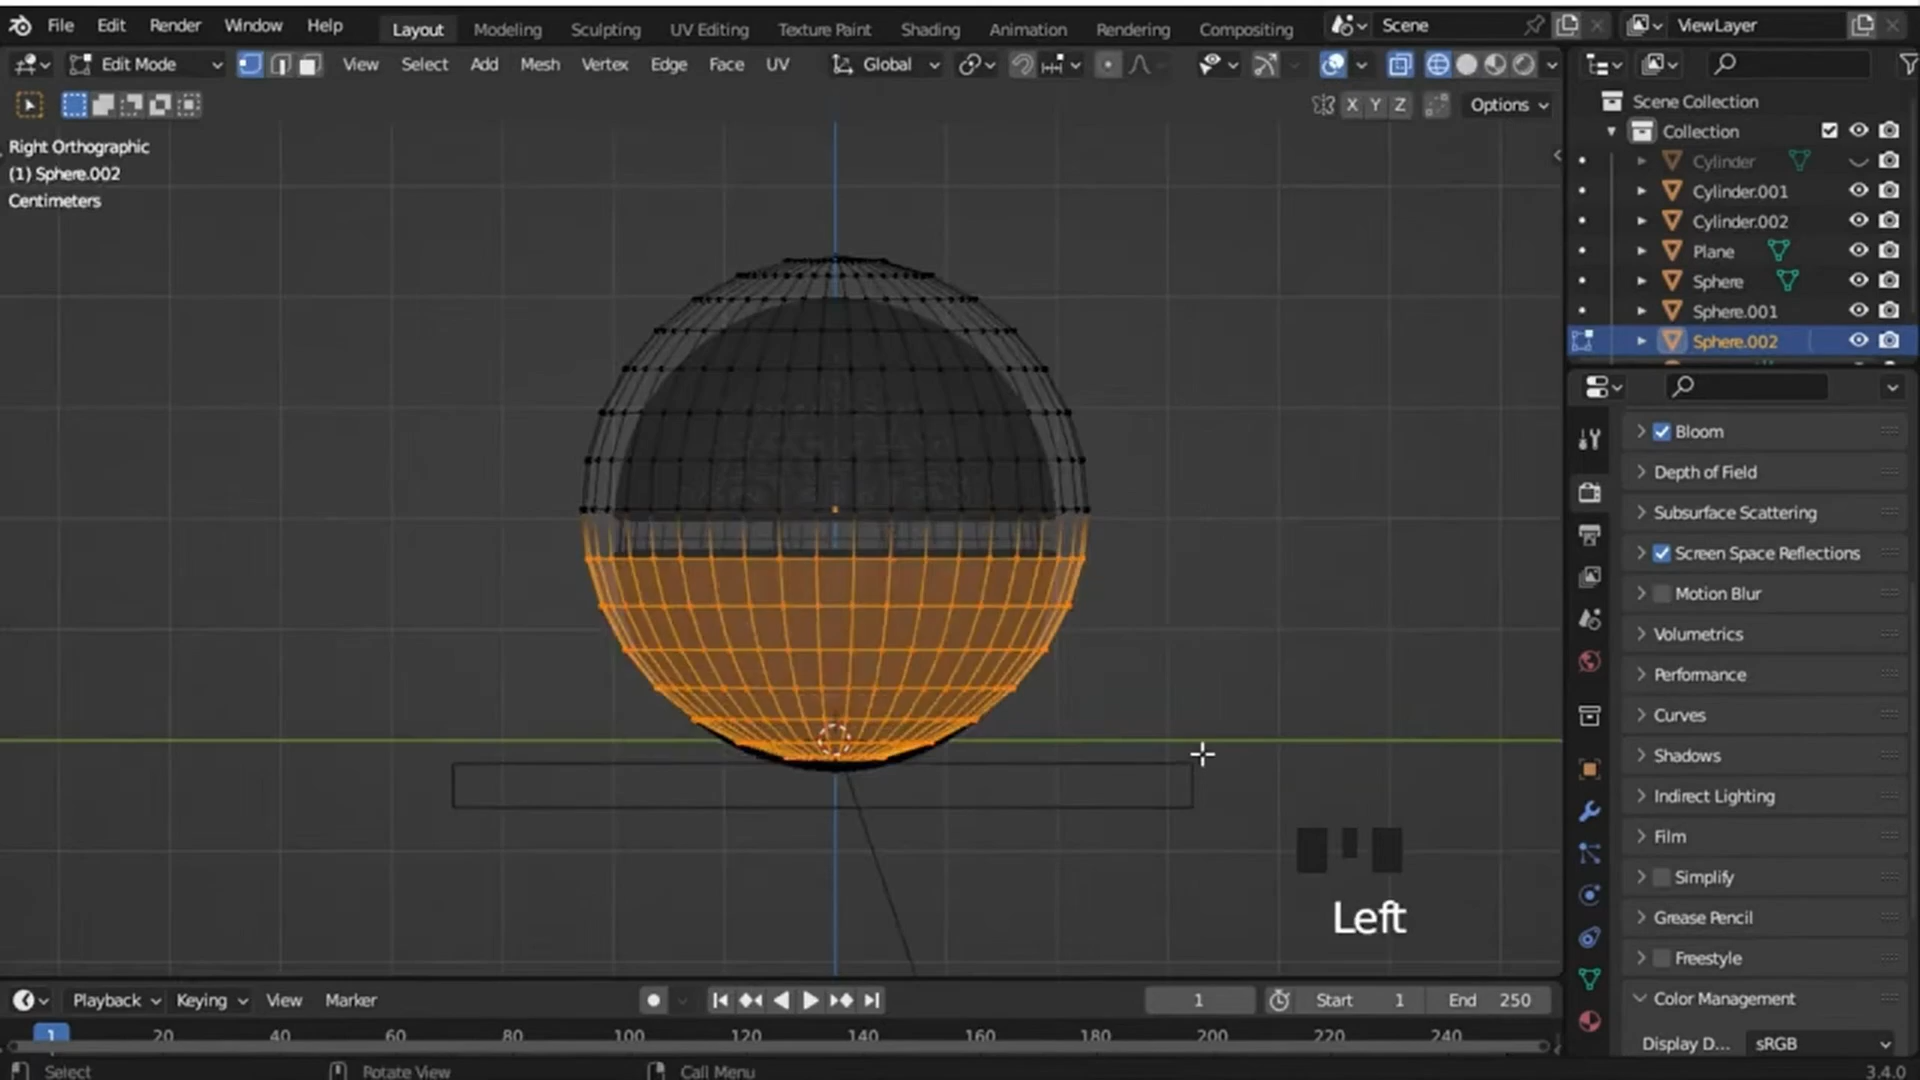 File Edit Render Window Help Layout Modeling Sculpting UV Editing Texture Paint Shading Animation Rendering Compositing Scene ViewLayer
Edit Mode View Select Add Mesh Vertex Edge Face UV Global
X Y Z Options
Right Orthographic
(1) Sphere.002
Centimeters
Scene Collection
Collection
Cylinder
Cylinder.001
Cylinder.002
Plane
Sphere
Sphere.001
Sphere.002
Bloom
Depth of Field
Subsurface Scattering
Screen Space Reflections
Motion Blur
Volumetrics
Performance
Curves
Shadows
Indirect Lighting
Film
Simplify
Grease Pencil
Freestyle
Color Management
Display D... sRGB
Left
Playback Keying View Marker 1 Start 1 End 250
1 20 40 60 80 100 120 140 160 180 200 220 240
Select Rotate View Call Menu 3.4.0